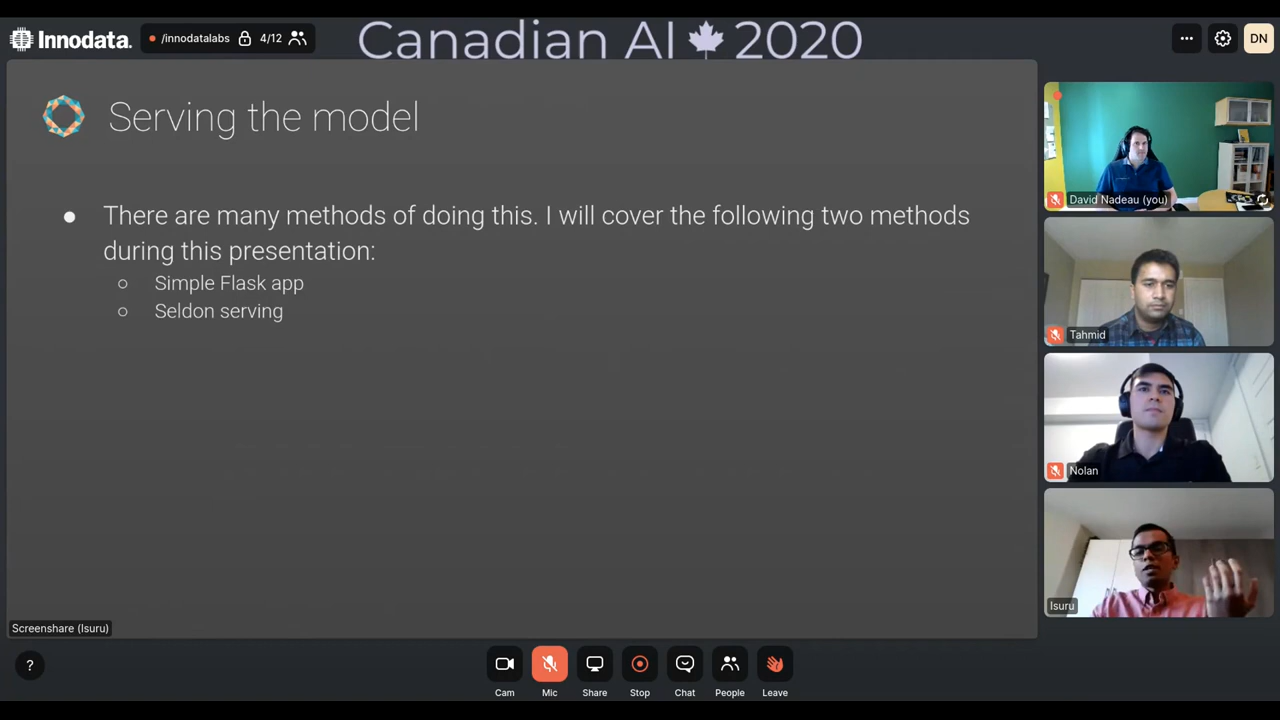 Innodata.
/innodatalabs
4/12
Canadian AI 2020
DN
Serving the model
There are many methods of doing this. I will cover the following two methods
during this presentation:
Simple Flask app
Seldon serving
David Nadeau (you)
Tahmid
Nolan
Isuru
Screenshare (Isuru)
?
Cam
Mic
Share
Stop
Chat
People
Leave